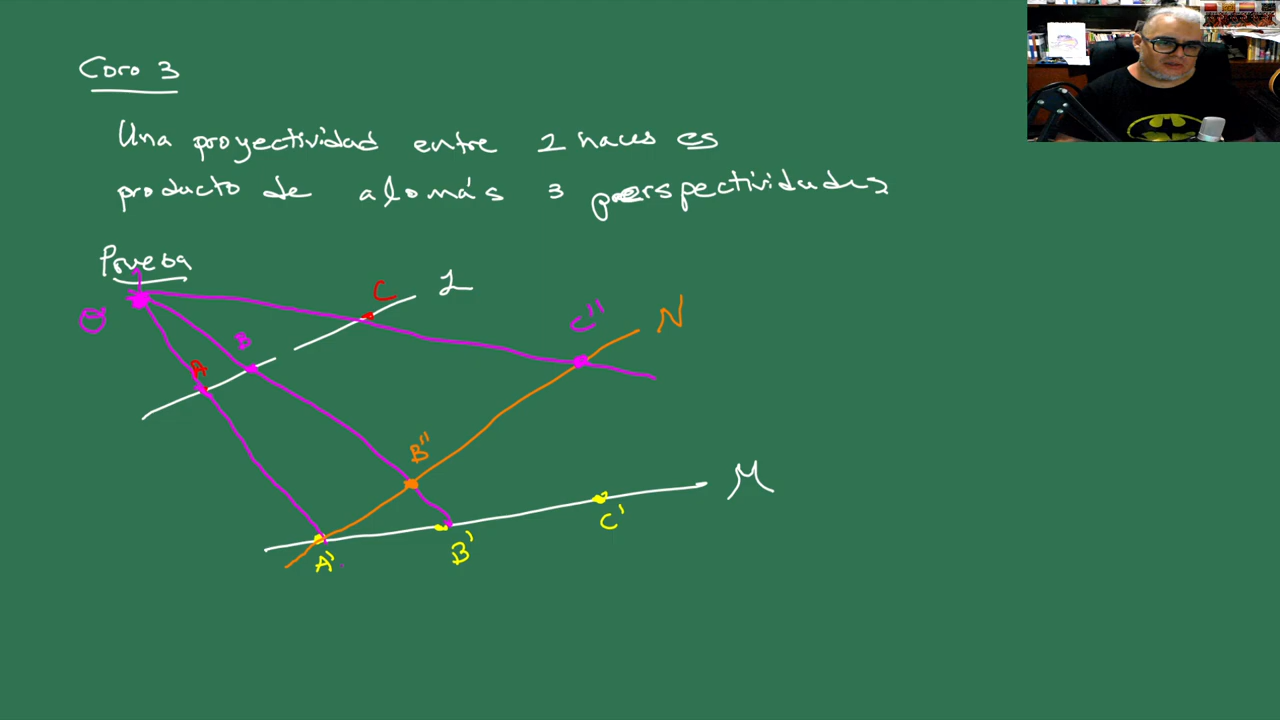 Coro 3
Una proyectividad entre 2 haces es
producto de a lo más 3 perspectividades
Prueba
O
A
B
C
L
C''
N
B''
M
A'
B'
C'